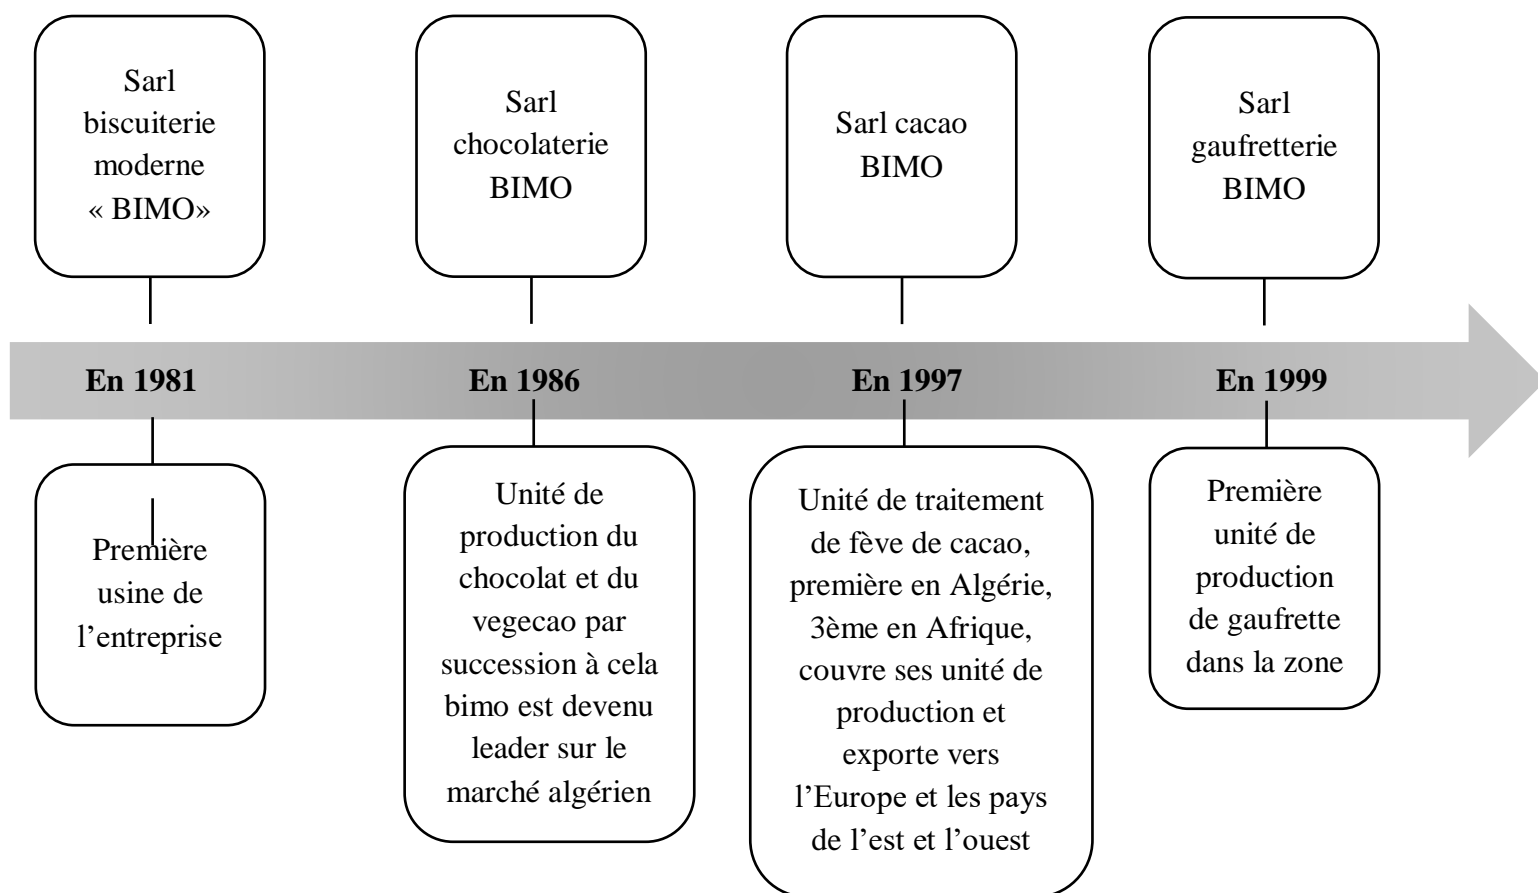 Sarl
biscuiterie
moderne
« BIMO»
Sarl
chocolaterie
BIMO
Sarl cacao
BIMO
Sarl
gaufretterie
BIMO
En 1981
En 1986
En 1997
En 1999
Première
usine de
l’entreprise
Unité de
production du
chocolat et du
vegecao par
succession à cela
bimo est devenu
leader sur le
marché algérien
Unité de traitement
de fève de cacao,
première en Algérie,
3ème en Afrique,
couvre ses unité de
production et
exporte vers
l’Europe et les pays
de l’est et l’ouest
Première
unité de
production
de gaufrette
dans la zone